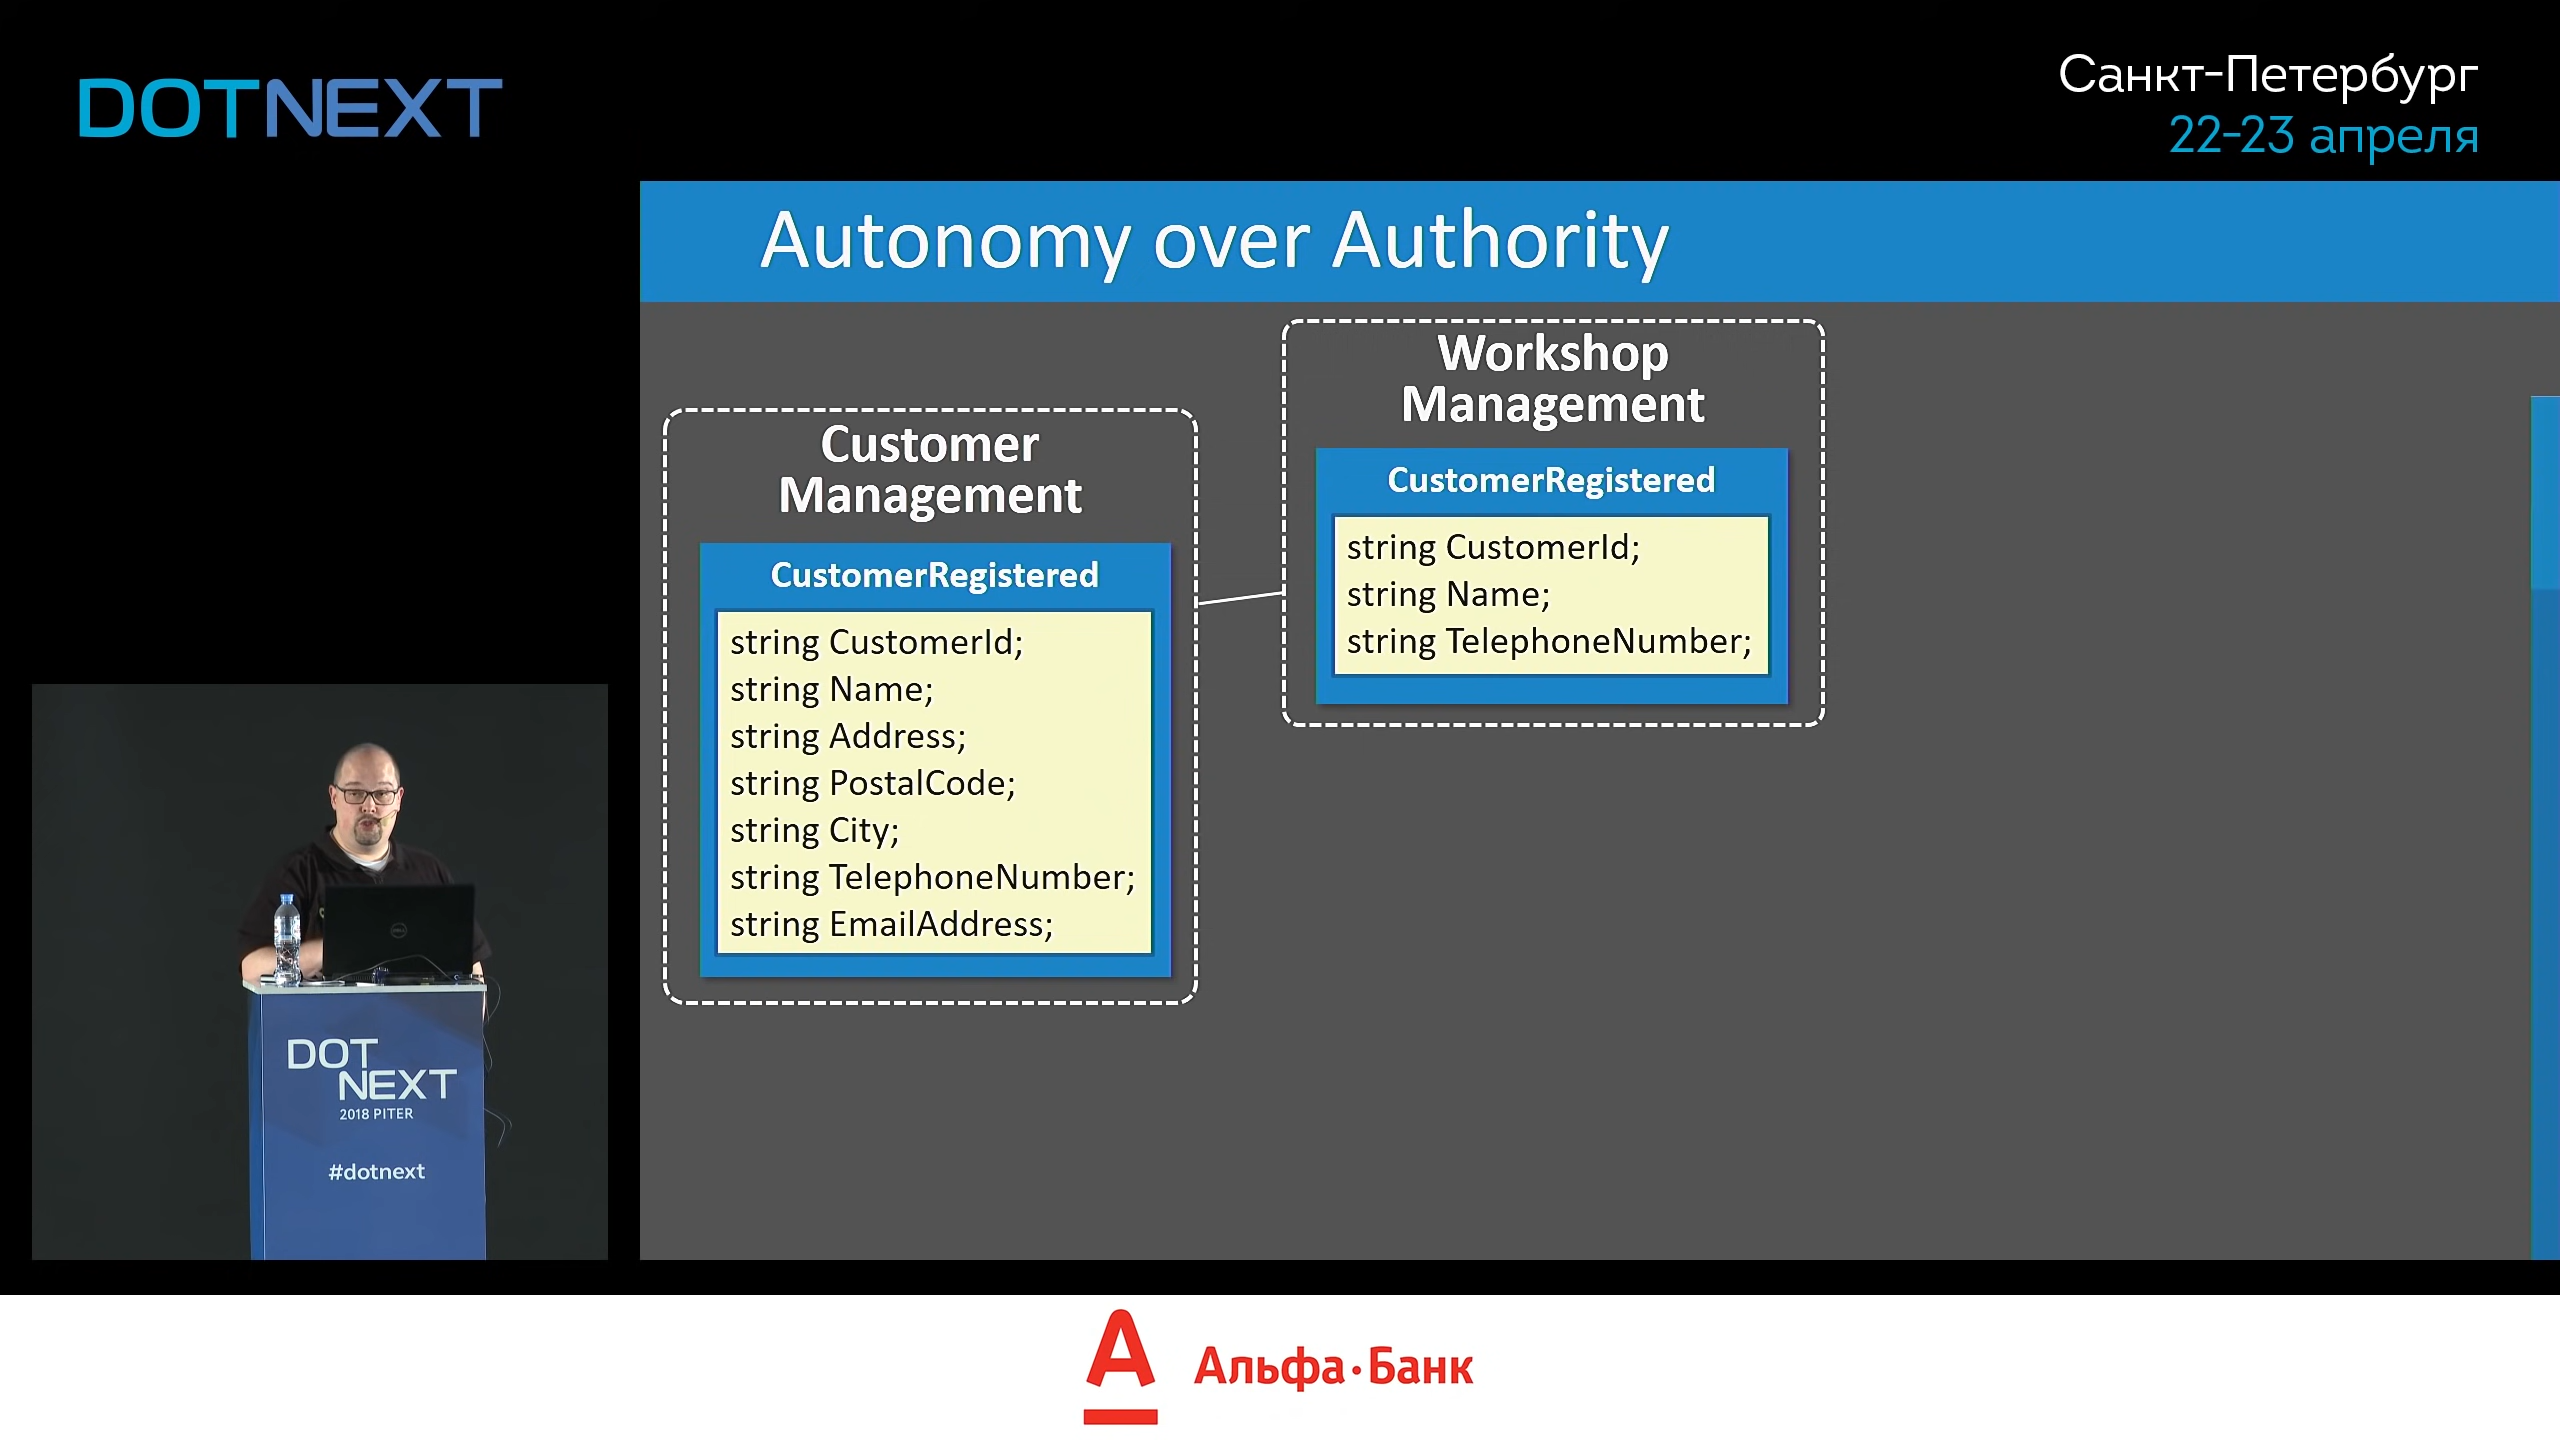 DOTNEXT
Санкт-Петербург
22-23 апреля
Autonomy over Authority
Customer
Management
CustomerRegistered
string CustomerId;
string Name;
string Address;
string PostalCode;
string City;
string TelephoneNumber;
string EmailAddress;
Workshop
Management
CustomerRegistered
string CustomerId;
string Name;
string TelephoneNumber;
DOT
NEXT
2018 PITER
#dotnext
Альфа·Банк